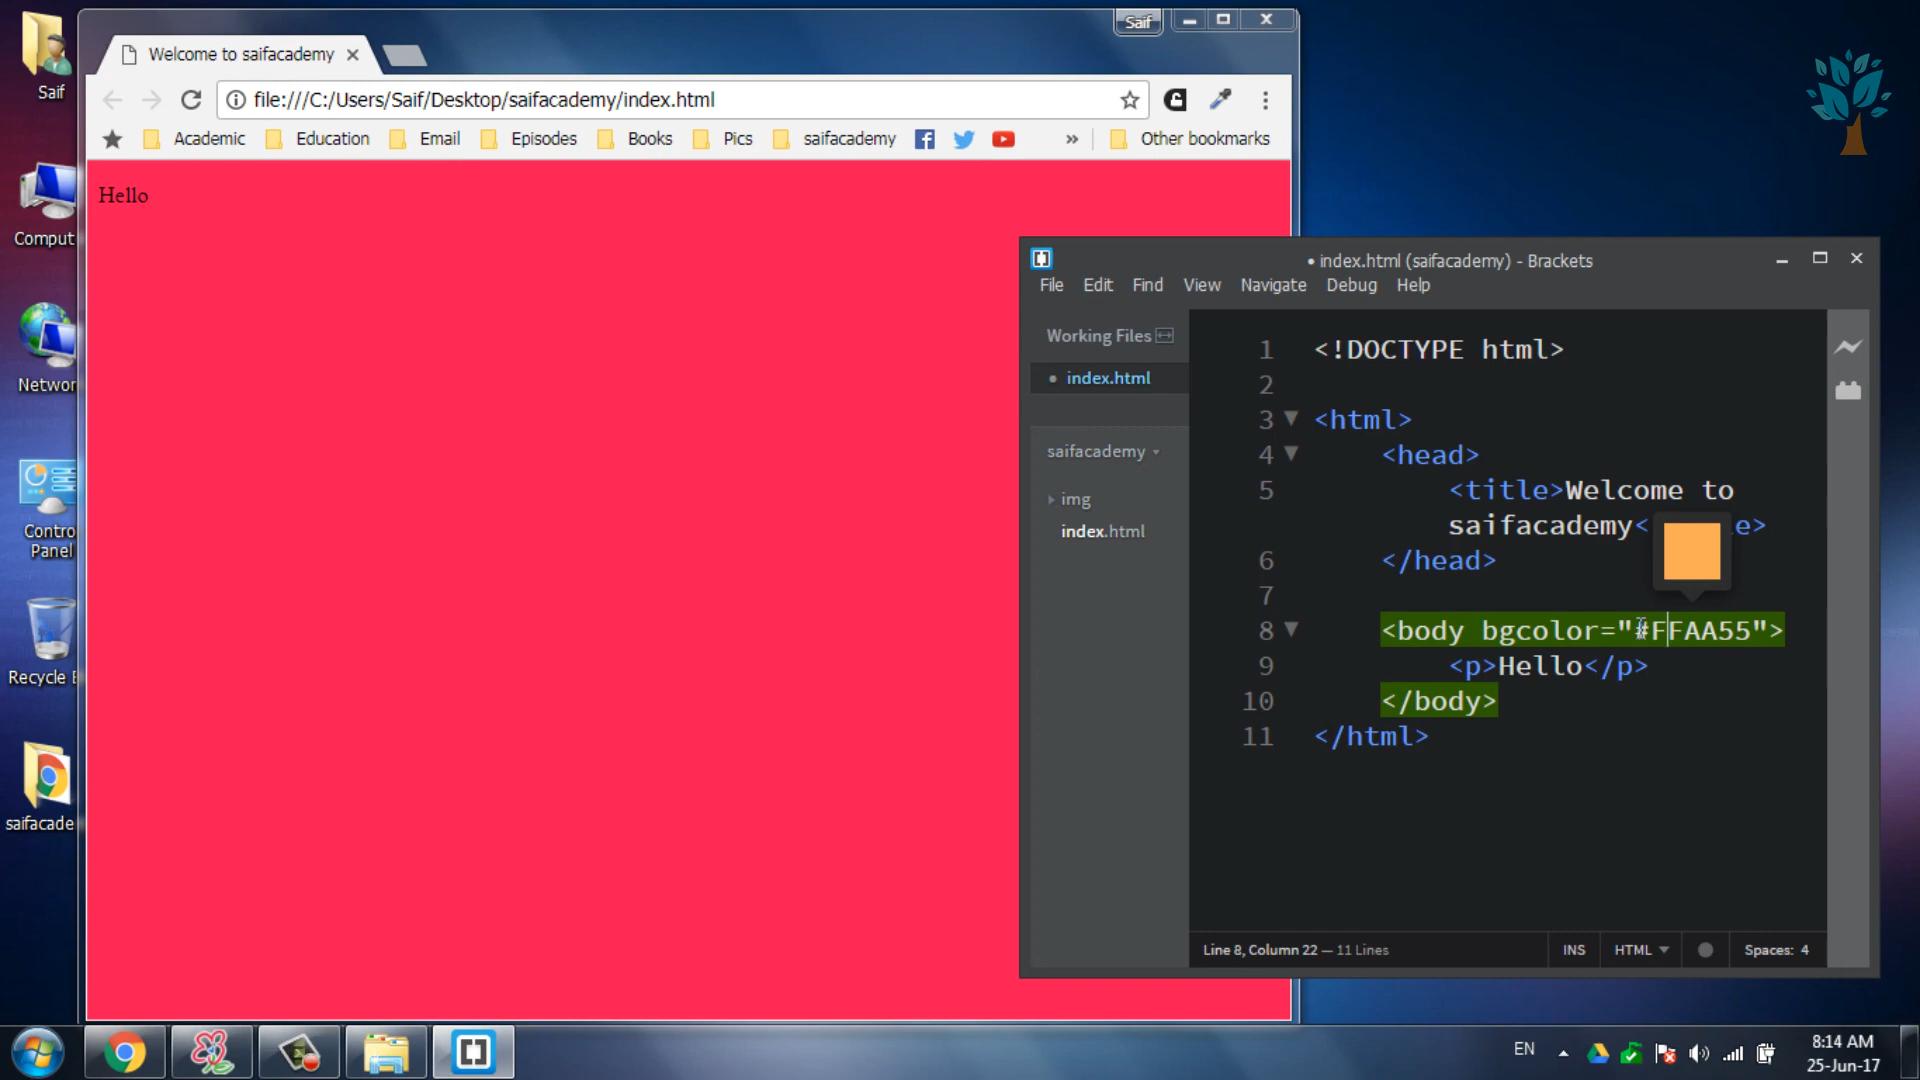 Saif
Welcome to saifacademy
file:///C:/Users/Saif/Desktop/saifacademy/index.html
Academic
Education
Email
Episodes
Books
Pics
saifacademy
»
Other bookmarks
Hello
Saif
Comput
Networ
Contro
Panel
Recycle
saifacade
index.html (saifacademy) - Brackets
File
Edit
Find
View
Navigate
Debug
Help
Working Files
index.html
saifacademy
img
index.html
1 <!DOCTYPE html>
2
3 <html>
4 <head>
5 <title>Welcome to
saifacademy< e>
6 </head>
7
8 <body bgcolor="#FFAA55">
9 <p>Hello</p>
10 </body>
11 </html>
Line 8, Column 22 — 11 Lines
INS
HTML
Spaces: 4
EN
8:14 AM
25-Jun-17